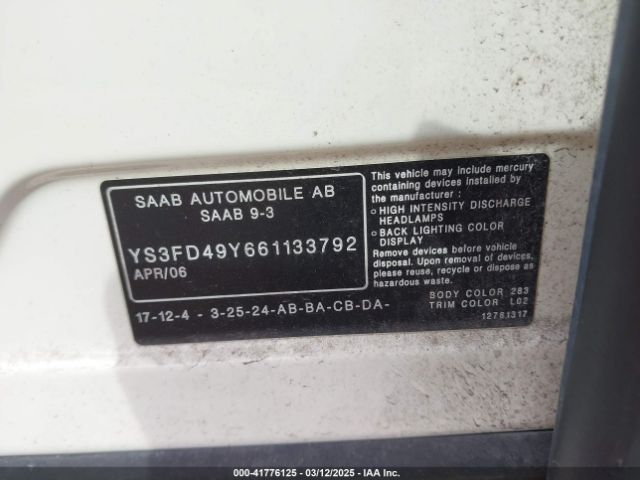 SAAB AUTOMOBILE AB
SAAB 9-3
YS3FD49Y661133792
APR/06
17-12-4 - 3-25-24-AB-BA-CB-DA-
This vehicle may include mercury
containing devices installed by
the manufacturer :
o HIGH INTENSITY DISCHARGE
HEADLAMPS
o BACK LIGHTING COLOR
DISPLAY
Remove devices before vehicle
disposal. Upon removal of devices,
please reuse, recycle or dispose as
hazardous waste.
BODY COLOR 283
TRIM COLOR L02
12761317
000-41776125 - 03/12/2025 - IAA Inc.